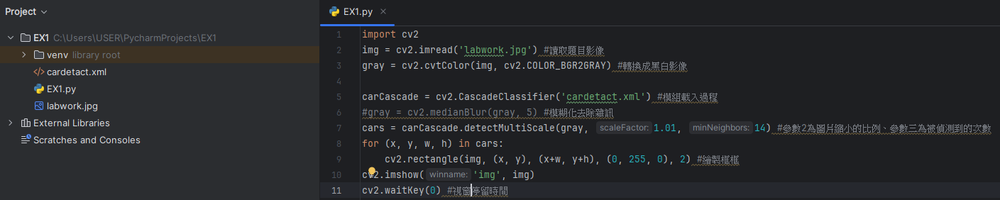 Project
EX1 C:\Users\USER\PycharmProjects\EX1
venv library root
cardetact.xml
EX1.py
labwork.jpg
External Libraries
Scratches and Consoles
EX1.py
1 import cv2
2 img = cv2.imread('labwork.jpg') #讀取題目影像
3 gray = cv2.cvtColor(img, cv2.COLOR_BGR2GRAY) #轉換成黑白影像
4
5 carCascade = cv2.CascadeClassifier('cardetact.xml') #模組載入過程
6 #gray = cv2.medianBlur(gray, 5) #模糊化去除雜訊
7 cars = carCascade.detectMultiScale(gray, scaleFactor: 1.01, minNeighbors: 14) #參數2為圖片縮小的比例、參數三為被偵測到的次數
8 for (x, y, w, h) in cars:
9 cv2.rectangle(img, (x, y), (x+w, y+h), (0, 255, 0), 2) #繪製框框
10 cv2.imshow( winname: 'img', img)
11 cv2.waitKey(0) #視窗停留時間